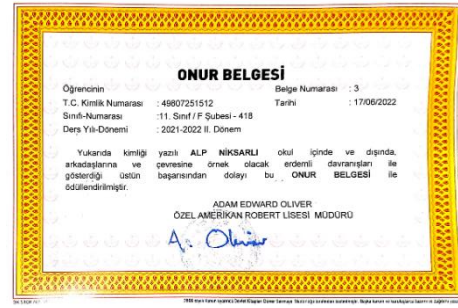 ONUR BELGESİ
Öğrencinin Belge Numarası : 3
T.C. Kimlik Numarası : 49807251512 Tarihi : 17/06/2022
Sınıfı-Numarası :11. Sınıf / F Şubesi - 418
Ders Yılı-Dönemi : 2021-2022 II. Dönem
Yukarıda kimliği yazılı ALP NİKSARLI okul içinde ve dışında,
arkadaşlarına ve çevresine örnek olacak erdemli davranışları ile
gösterdiği üstün başarısından dolayı bu ONUR BELGESİ ile
ödüllendirilmiştir.
ADAM EDWARD OLIVER
ÖZEL AMERİKAN ROBERT LİSESİ MÜDÜRÜ
A. Oliver